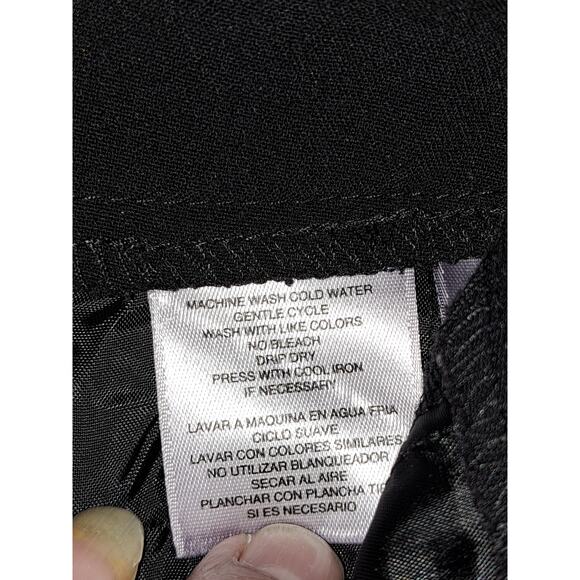 MACHINE WASH COLD WATER
GENTLE CYCLE
WASH WITH LIKE COLORS
NO BLEACH
DRIP DRY
PRESS WITH COOL IRON
IF NECESSARY
LAVAR A MAQUINA EN AGUA FRIA
CICLO SUAVE
LAVAR CON COLORES SIMILARES
NO UTILIZAR BLANQUEADOR
SECAR AL AIRE
PLANCHAR CON PLANCHA
SI ES NECESARIO